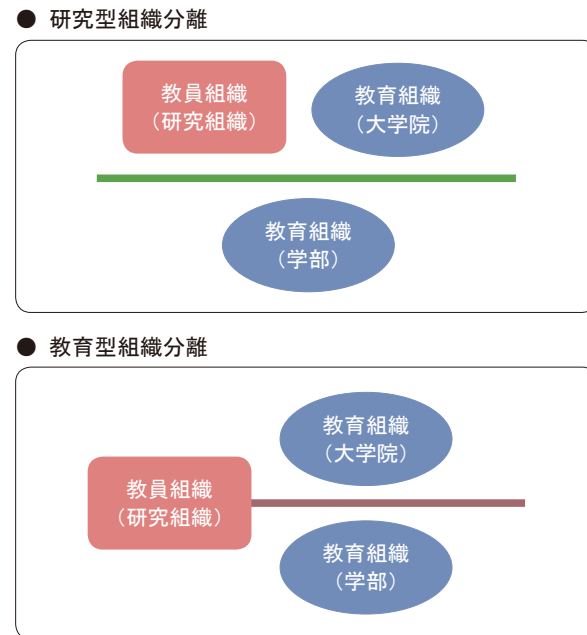 ● 研究型組織分離
教員組織
（研究組織）
教育組織
（大学院）
教育組織
（学部）
● 教育型組織分離
教育組織
（大学院）
教員組織
（研究組織）
教育組織
（学部）